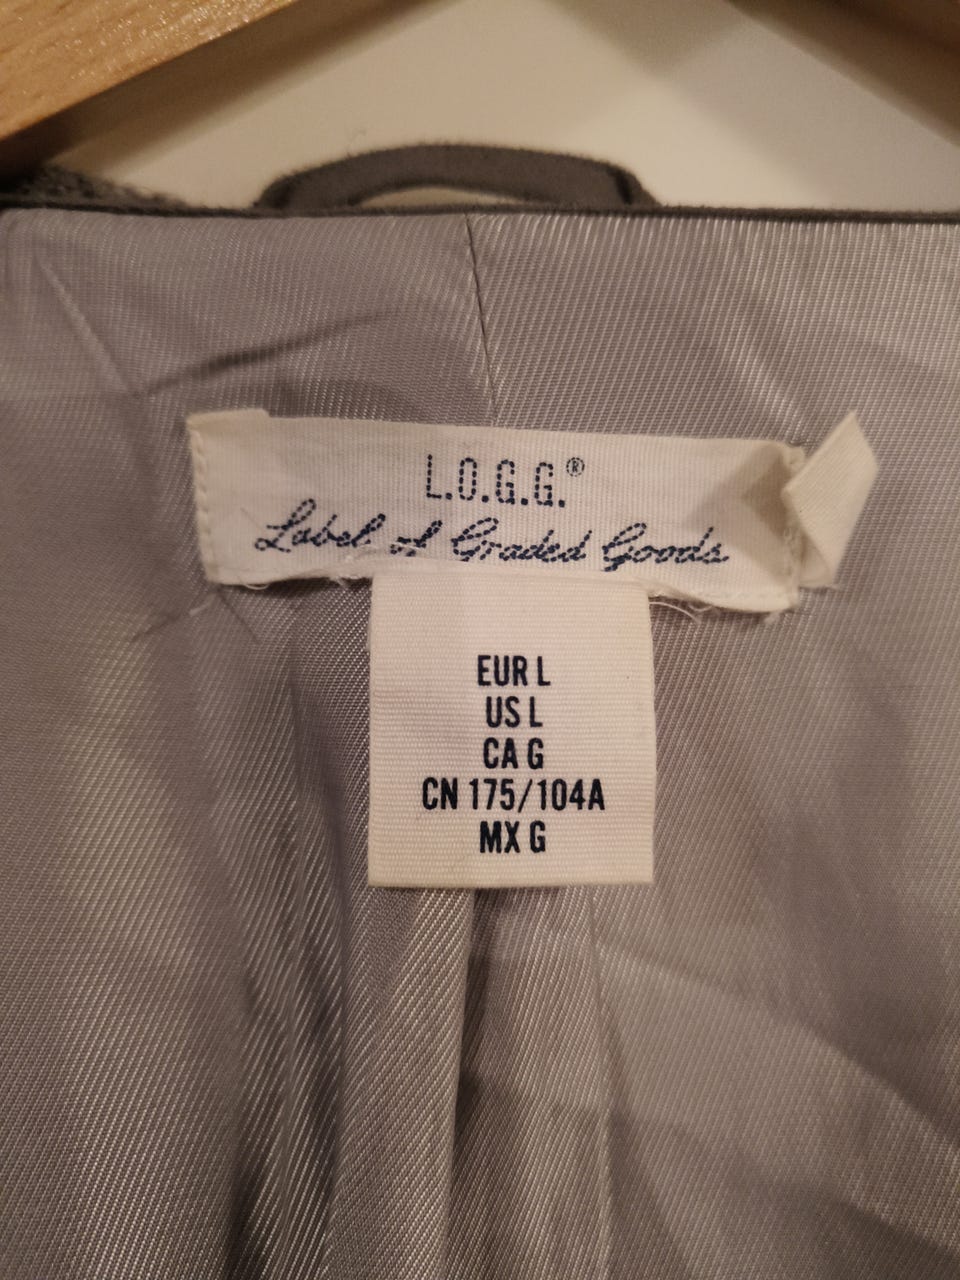 L.O.G.G.®
Label of Graded Goods
EUR L
US L
CA G
CN 175/104A
MX G